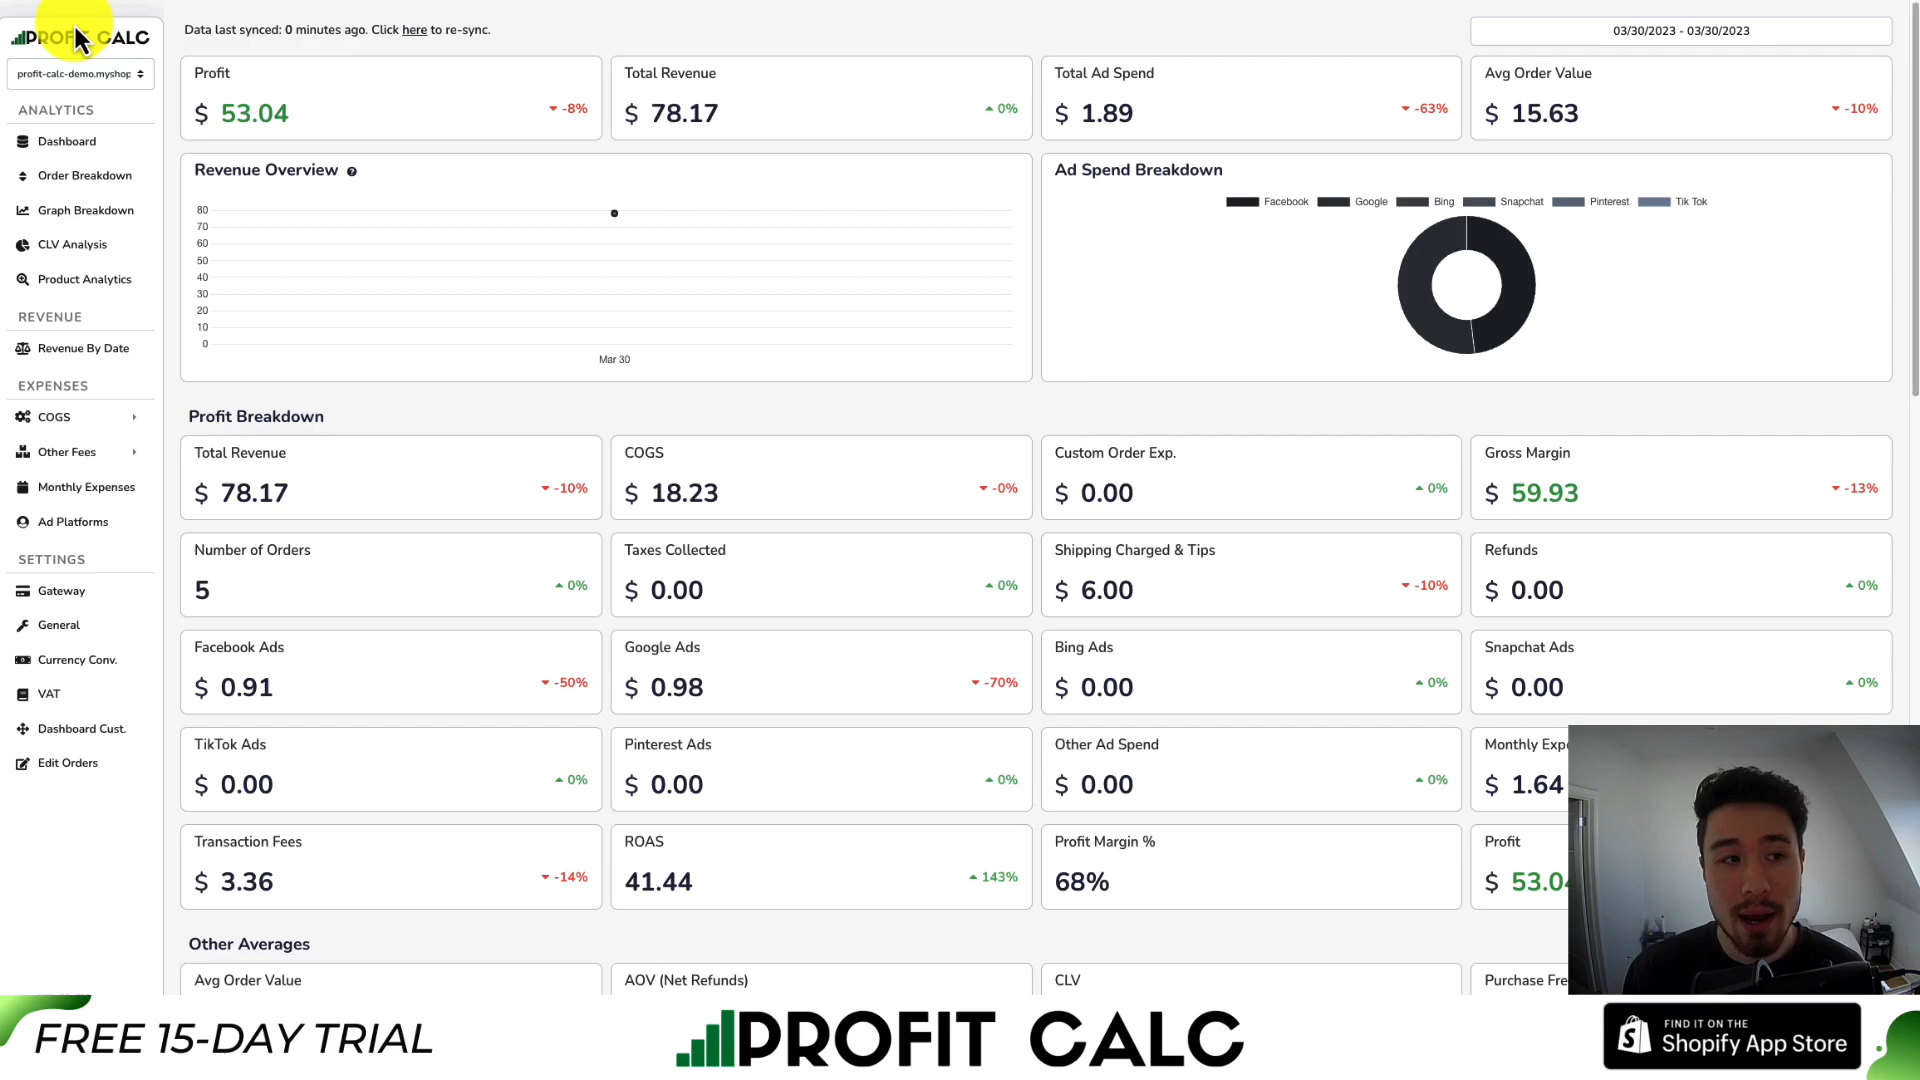 PROFIT CALC
Data last synced: 0 minutes ago. Click here to re-sync.
03/30/2023 - 03/30/2023
profit-calc-demo.myshop
ANALYTICS
Dashboard
Order Breakdown
Graph Breakdown
CLV Analysis
Product Analytics
REVENUE
Revenue By Date
EXPENSES
COGS
Other Fees
Monthly Expenses
Ad Platforms
SETTINGS
Gateway
General
Currency Conv.
VAT
Dashboard Cust.
Edit Orders
Profit
$ 53.04 -8%
Total Revenue
$ 78.17 0%
Total Ad Spend
$ 1.89 -63%
Avg Order Value
$ 15.63 -10%
Revenue Overview
80
70
60
50
40
30
20
10
0
Mar 30
Ad Spend Breakdown
Facebook Google Bing Snapchat Pinterest Tik Tok
Profit Breakdown
Total Revenue
$ 78.17 -10%
COGS
$ 18.23 -0%
Custom Order Exp.
$ 0.00 0%
Gross Margin
$ 59.93 -13%
Number of Orders
5 0%
Taxes Collected
$ 0.00 0%
Shipping Charged & Tips
$ 6.00 -10%
Refunds
$ 0.00 0%
Facebook Ads
$ 0.91 -50%
Google Ads
$ 0.98 -70%
Bing Ads
$ 0.00 0%
Snapchat Ads
$ 0.00 0%
TikTok Ads
$ 0.00 0%
Pinterest Ads
$ 0.00 0%
Other Ad Spend
$ 0.00 0%
Monthly Exp
$ 1.64
Transaction Fees
$ 3.36 -14%
ROAS
41.44 143%
Profit Margin %
68%
Profit
$ 53.04
Other Averages
Avg Order Value
AOV (Net Refunds)
CLV
Purchase Fre
FREE 15-DAY TRIAL
PROFIT CALC
FIND IT ON THE
Shopify App Store